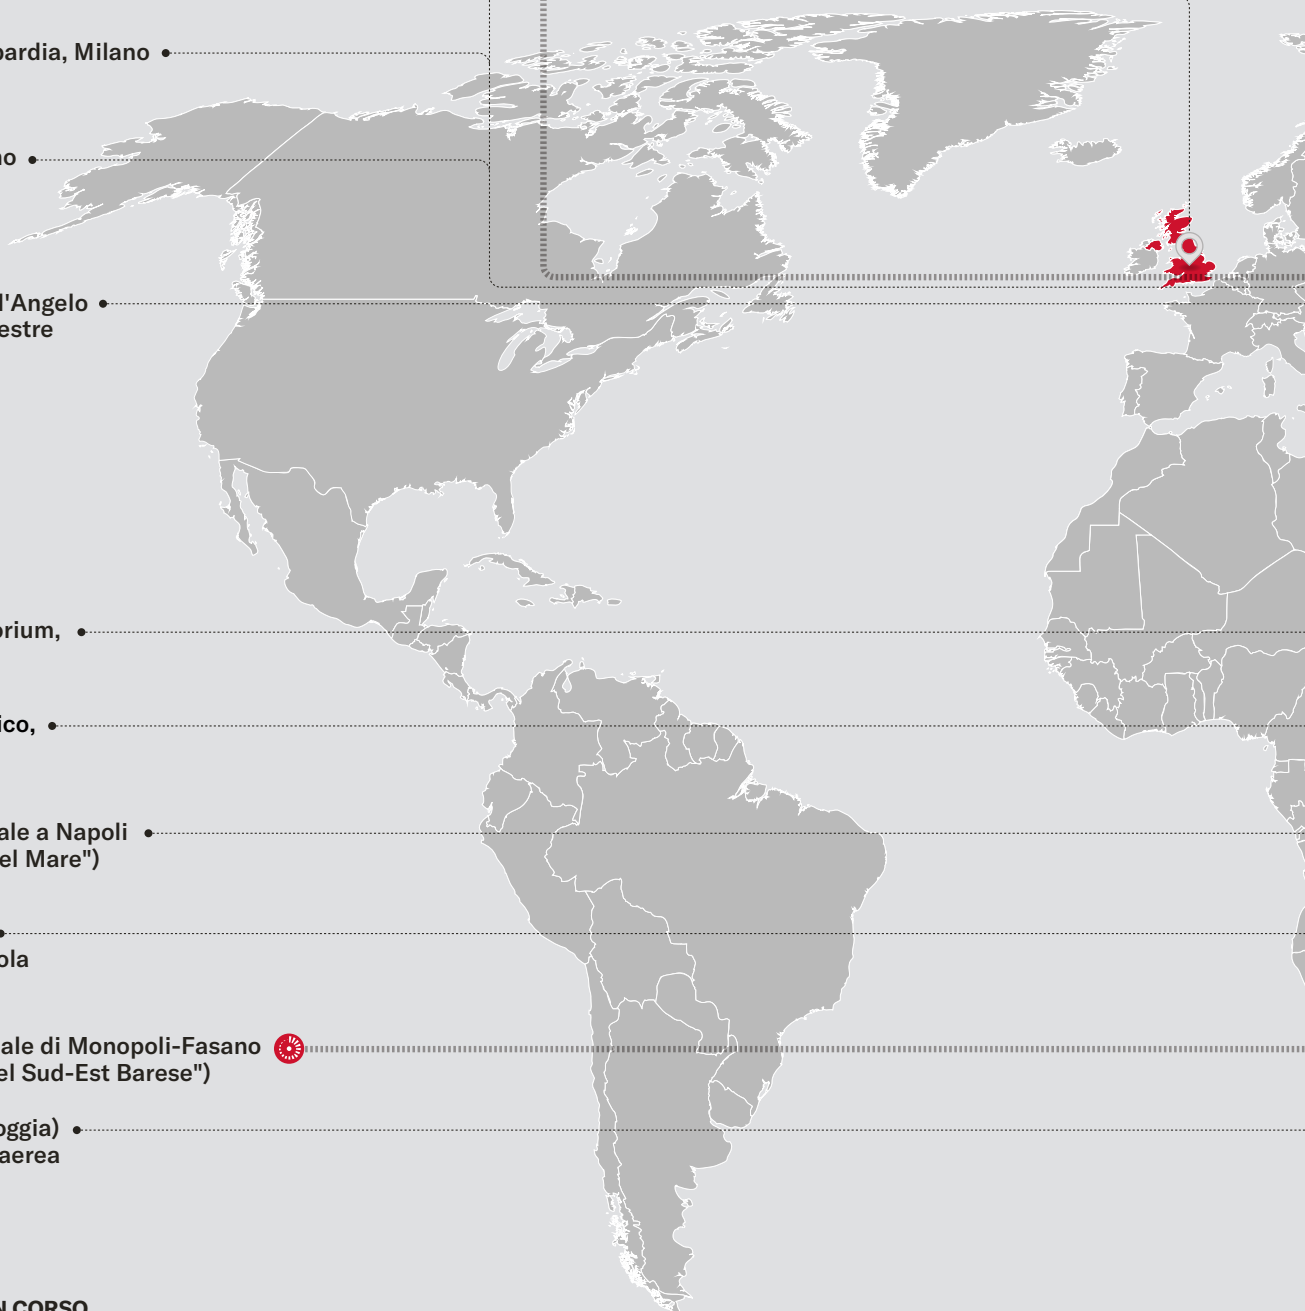 bardia, Milano
no
l'Angelo
estre
orium,
ico,
ale a Napoli
el Mare")
ola
ale di Monopoli-Fasano
el Sud-Est Barese")
oggia)
aerea
N CORSO